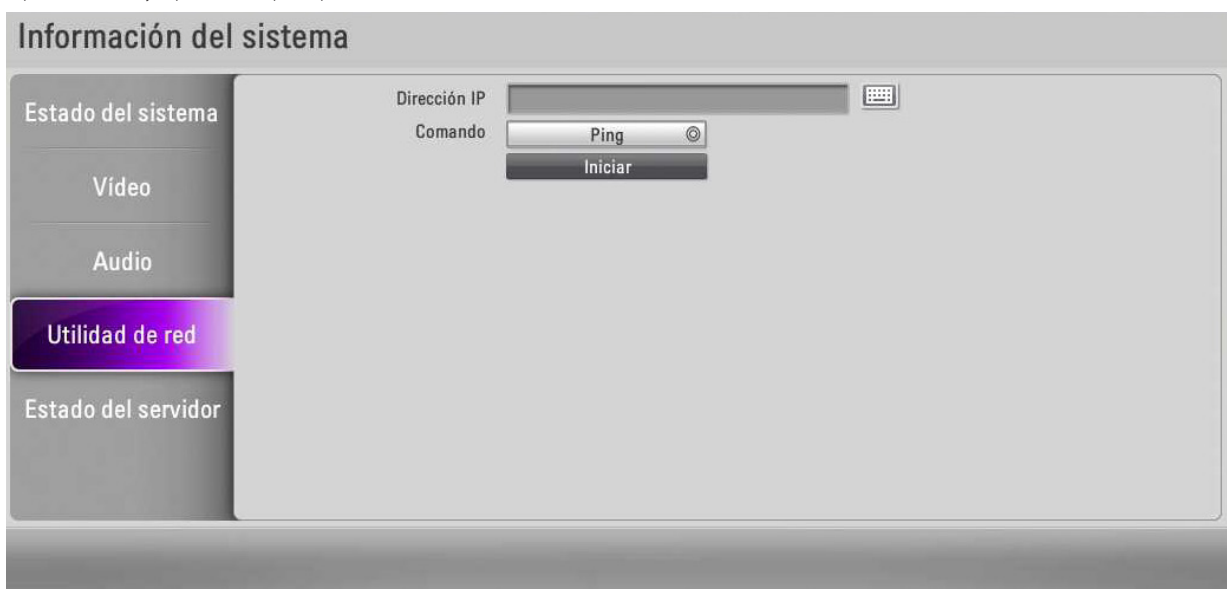 Información del sistema
Estado del sistema
Vídeo
Audio
Utilidad de red
Estado del servidor
Dirección IP
Comando
Ping
Iniciar